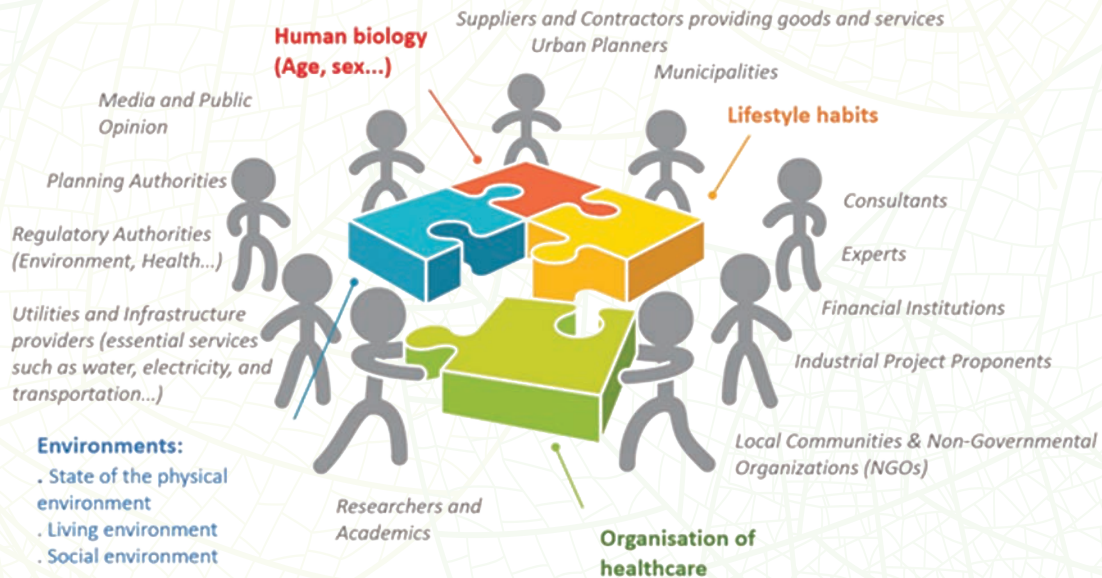 Suppliers and Contractors providing goods and services
Urban Planners
Municipalities
Human biology
(Age, sex...)
Lifestyle habits
Media and Public
Opinion
Planning Authorities
Regulatory Authorities
(Environment, Health...)
Utilities and Infrastructure
providers (essential services
such as water, electricity, and
transportation...)
Consultants
Experts
Financial Institutions
Industrial Project Proponents
Local Communities & Non-Governmental
Organizations (NGOs)
Environments:
. State of the physical
environment
. Living environment
. Social environment
Researchers and
Academics
Organisation of
healthcare